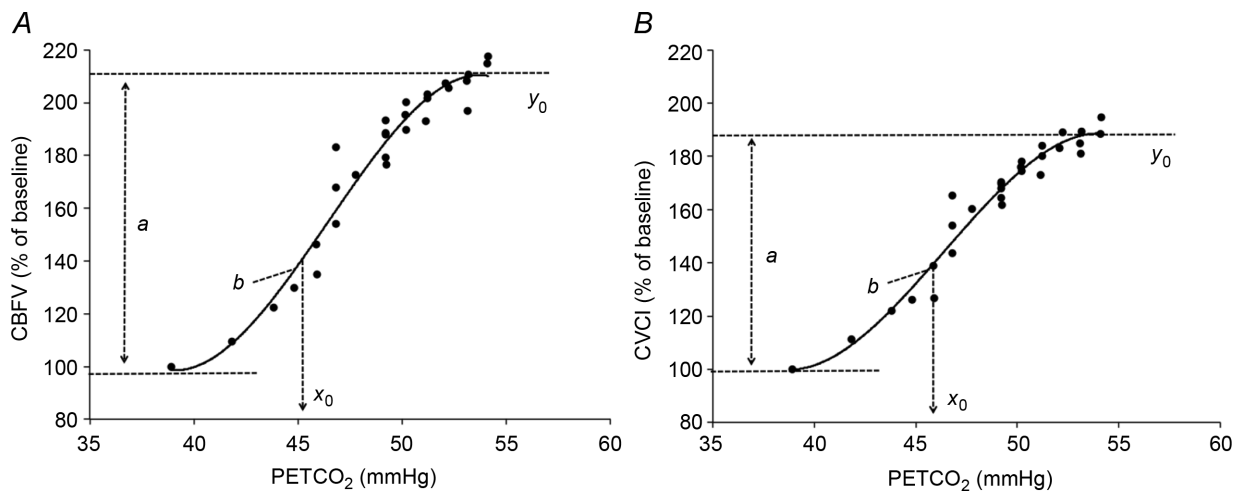 A
CBFV (% of baseline)
220
200
180
160
140
120
100
80
a
b
x₀
y₀
35
40
45
50
55
60
PETCO₂ (mmHg)
B
CVCI (% of baseline)
220
200
180
160
140
120
100
80
a
b
x₀
y₀
35
40
45
50
55
60
PETCO₂ (mmHg)